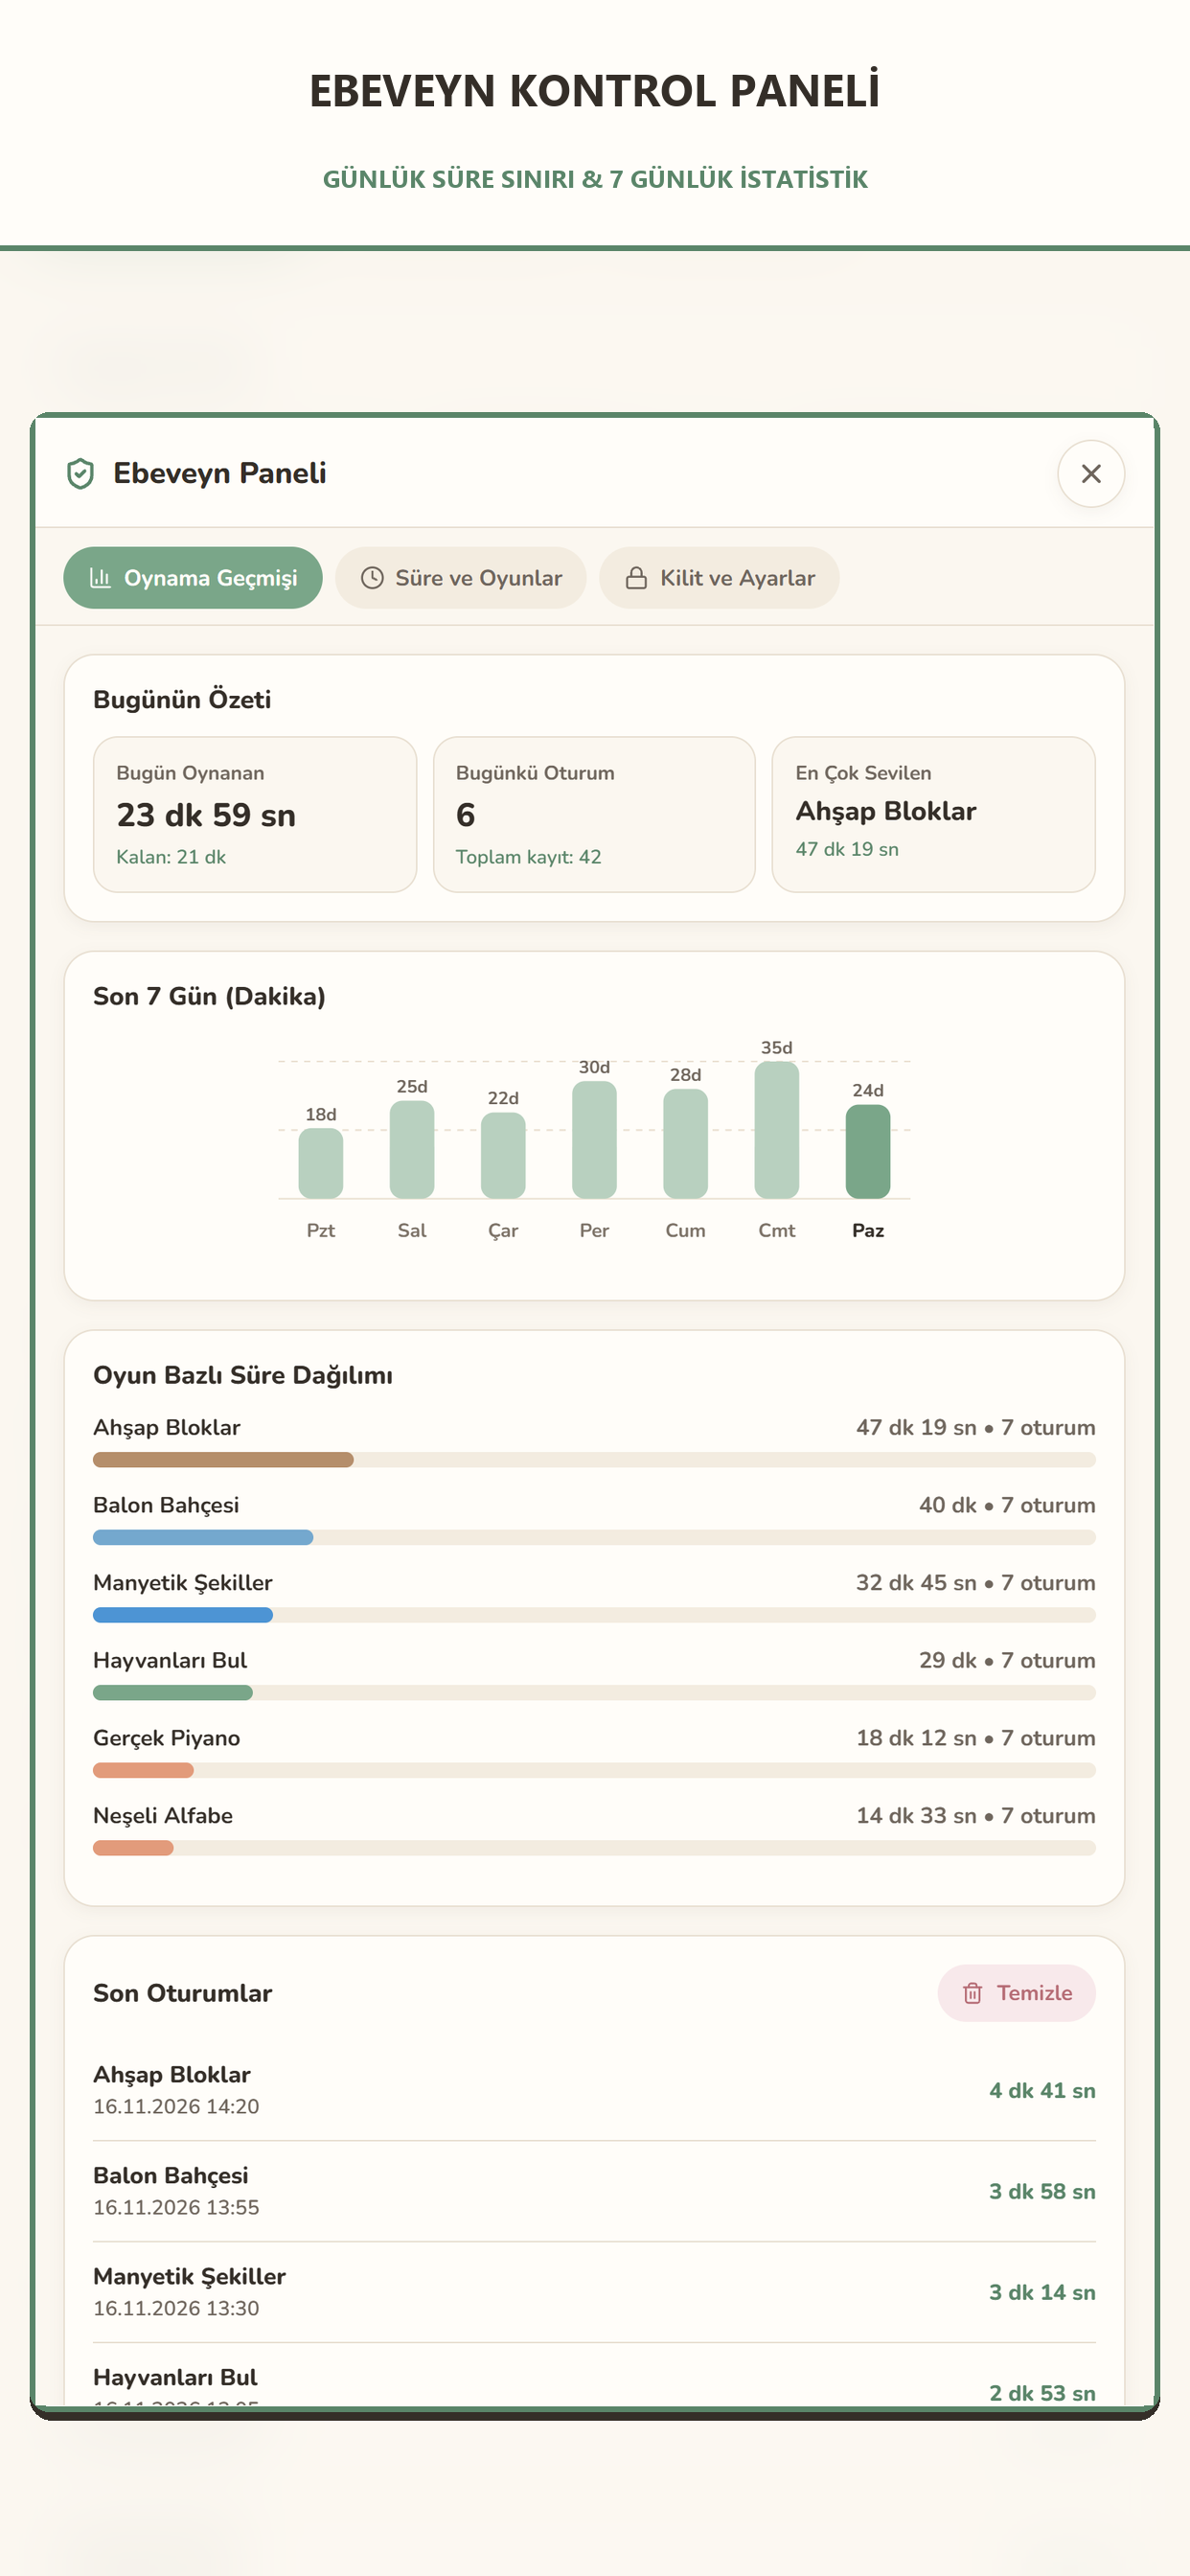 EBEVEYN KONTROL PANELİ
GÜNLÜK SÜRE SINIRI & 7 GÜNLÜK İSTATİSTİK
Ebeveyn Paneli
Oynama Geçmişi
Süre ve Oyunlar
Kilit ve Ayarlar
Bugünün Özeti
Bugün Oynanan
23 dk 59 sn
Kalan: 21 dk
Bugünkü Oturum
6
Toplam kayıt: 42
En Çok Sevilen
Ahşap Bloklar
47 dk 19 sn
Son 7 Gün (Dakika)
18d
25d
22d
30d
28d
35d
24d
Pzt
Sal
Çar
Per
Cum
Cmt
Paz
Oyun Bazlı Süre Dağılımı
Ahşap Bloklar 47 dk 19 sn • 7 oturum
Balon Bahçesi 40 dk • 7 oturum
Manyetik Şekiller 32 dk 45 sn • 7 oturum
Hayvanları Bul 29 dk • 7 oturum
Gerçek Piyano 18 dk 12 sn • 7 oturum
Neşeli Alfabe 14 dk 33 sn • 7 oturum
Son Oturumlar
Temizle
Ahşap Bloklar
16.11.2026 14:20
4 dk 41 sn
Balon Bahçesi
16.11.2026 13:55
3 dk 58 sn
Manyetik Şekiller
16.11.2026 13:30
3 dk 14 sn
Hayvanları Bul
2 dk 53 sn